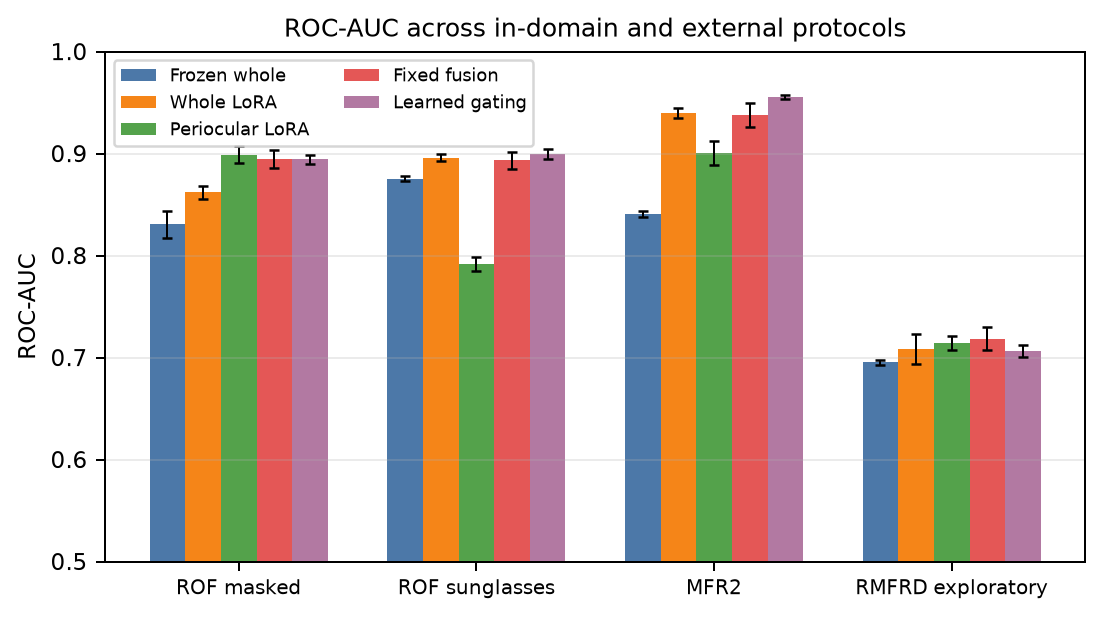 ROC-AUC across in-domain and external protocols
Frozen whole
Whole LoRA
Periocular LoRA
Fixed fusion
Learned gating
ROC-AUC
1.0
0.9
0.8
0.7
0.6
0.5
ROF masked
ROF sunglasses
MFR2
RMFRD exploratory